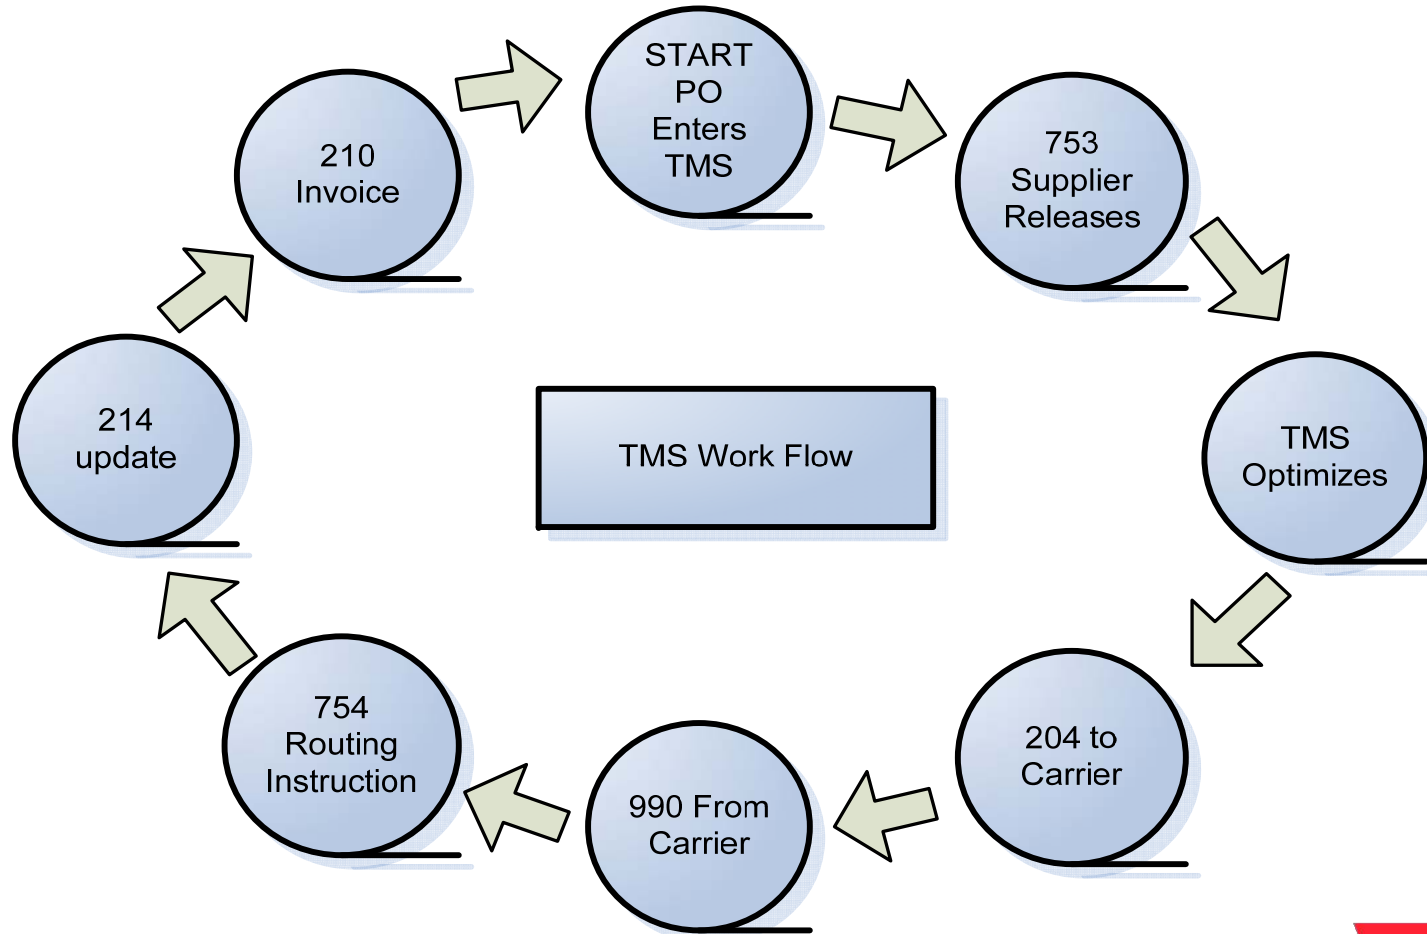 START
PO
Enters
TMS
753
Supplier
Releases
TMS
Optimizes
204 to
Carrier
990 From
Carrier
754
Routing
Instruction
214
update
210
Invoice
TMS Work Flow